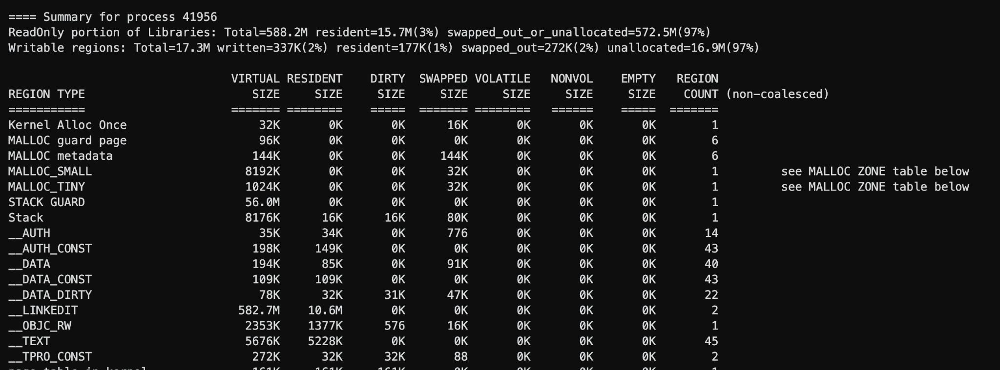 ==== Summary for process 41956
ReadOnly portion of Libraries: Total=588.2M resident=15.7M(3%) swapped_out_or_unallocated=572.5M(97%)
Writable regions: Total=17.3M written=337K(2%) resident=177K(1%) swapped_out=272K(2%) unallocated=16.9M(97%)

                                VIRTUAL RESIDENT    DIRTY  SWAPPED VOLATILE   NONVOL    EMPTY   REGION
REGION TYPE                        SIZE     SIZE     SIZE     SIZE     SIZE     SIZE     SIZE    COUNT (non-coalesced)
===========                     ======= ========    =====  ======= ========   ======    =====  =======
Kernel Alloc Once                   32K       0K       0K      16K       0K       0K       0K        1
MALLOC guard page                   96K       0K       0K       0K       0K       0K       0K        6
MALLOC metadata                    144K       0K       0K     144K       0K       0K       0K        6
MALLOC_SMALL                      8192K       0K       0K      32K       0K       0K       0K        1         see MALLOC ZONE table below
MALLOC_TINY                       1024K       0K       0K      32K       0K       0K       0K        1         see MALLOC ZONE table below
STACK GUARD                       56.0M       0K       0K       0K       0K       0K       0K        1
Stack                             8176K      16K      16K      80K       0K       0K       0K        1
__AUTH                              35K      34K       0K      776       0K       0K       0K       14
__AUTH_CONST                       198K     149K       0K       0K       0K       0K       0K       43
__DATA                             194K      85K       0K      91K       0K       0K       0K       40
__DATA_CONST                       109K     109K       0K       0K       0K       0K       0K       43
__DATA_DIRTY                        78K      32K      31K      47K       0K       0K       0K       22
__LINKEDIT                       582.7M    10.6M       0K       0K       0K       0K       0K        2
__OBJC_RW                         2353K    1377K      576      16K       0K       0K       0K        1
__TEXT                            5676K    5228K       0K       0K       0K       0K       0K       45
__TPRO_CONST                       272K      32K      32K       88       0K       0K       0K        2